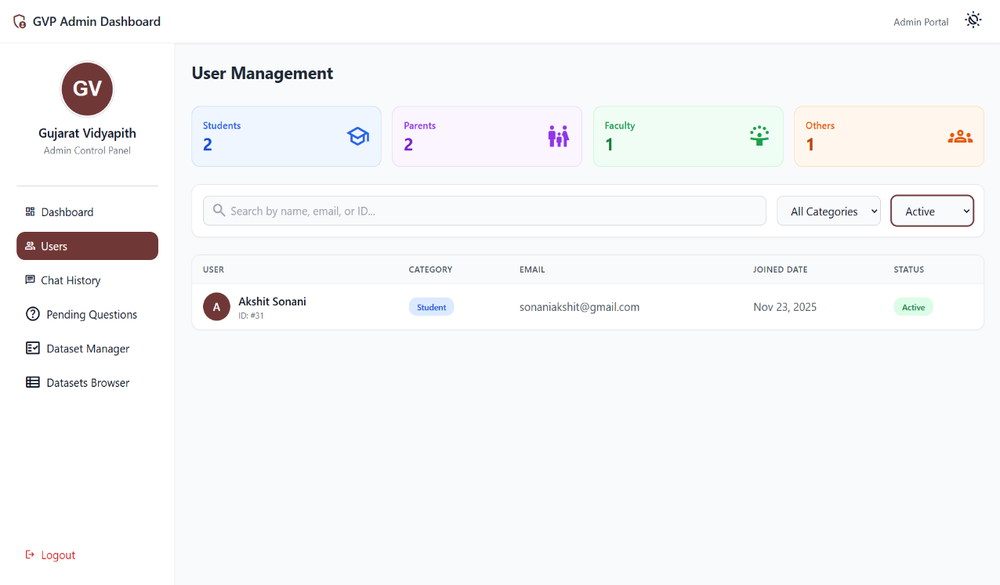 GVP Admin Dashboard
Admin Portal
GV
Gujarat Vidyapith
Admin Control Panel
Dashboard
Users
Chat History
Pending Questions
Dataset Manager
Datasets Browser
Logout
User Management
Students
2
Parents
2
Faculty
1
Others
1
Search by name, email, or ID...
All Categories
Active
USER CATEGORY EMAIL JOINED DATE STATUS
A Akshit Sonani Student sonaniakshit@gmail.com Nov 23, 2025 Active
ID: #31